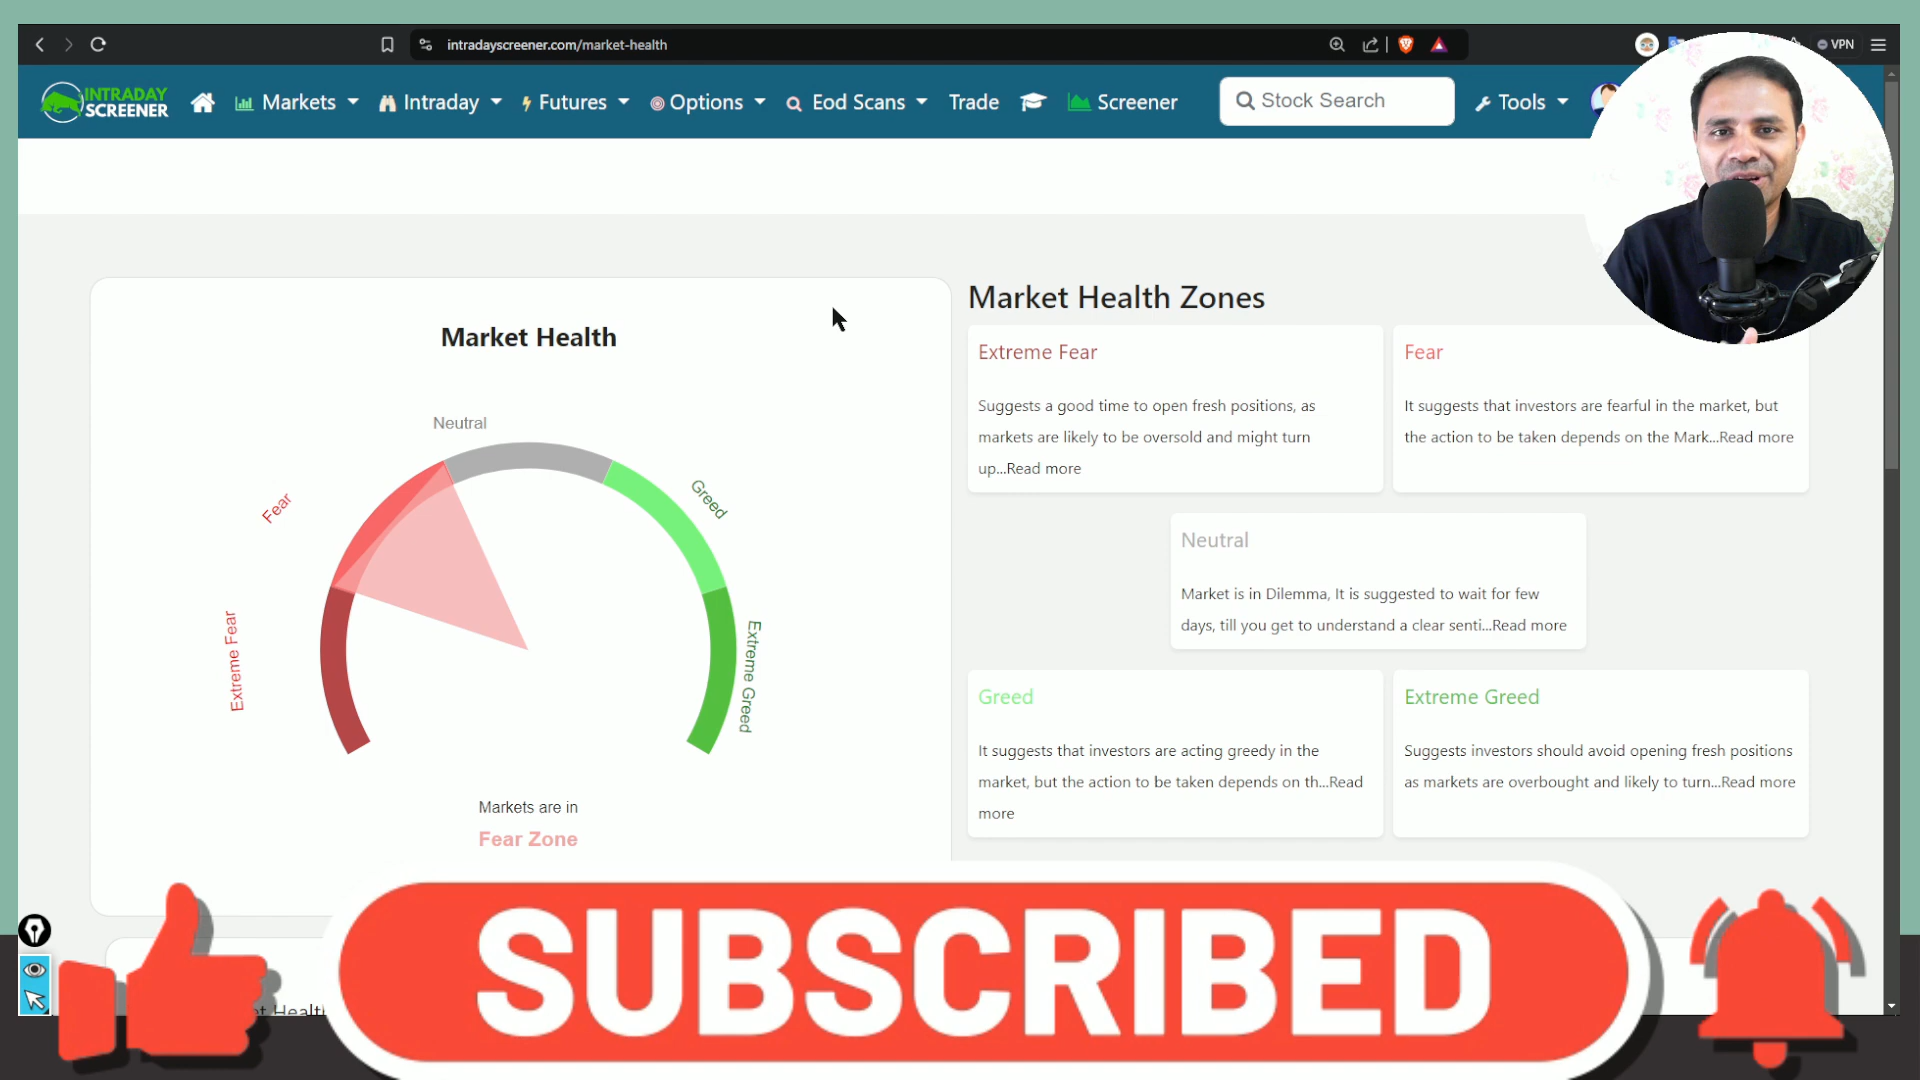 intradayscreener.com/market-health
VPN
INTRADAY
SCREENER
Markets
Intraday
Futures
Options
Eod Scans
Trade
Screener
Stock Search
Tools
Market Health
Neutral
Fear
Greed
Extreme Fear
Extreme Greed
Markets are in
Fear Zone
Market Health Zones
Extreme Fear
Suggests a good time to open fresh positions, as
markets are likely to be oversold and might turn
up...Read more
Fear
It suggests that investors are fearful in the market, but
the action to be taken depends on the Mark...Read more
Neutral
Market is in Dilemma, It is suggested to wait for few
days, till you get to understand a clear senti...Read more
Greed
It suggests that investors are acting greedy in the
market, but the action to be taken depends on th...Read
more
Extreme Greed
Suggests investors should avoid opening fresh positions
as markets are overbought and likely to turn...Read more
SUBSCRIBED